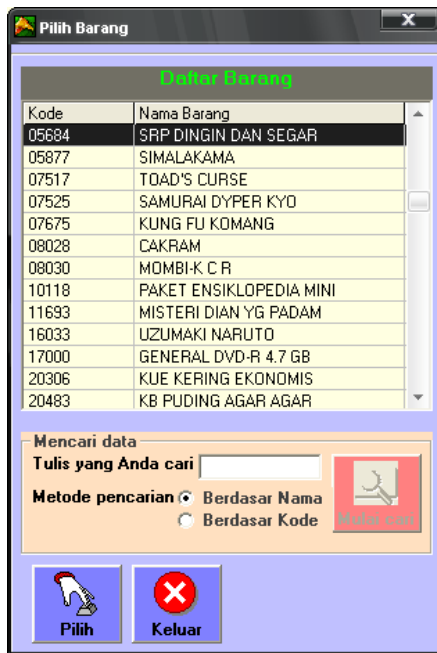 Pilih Barang
x
Daftar Barang
Kode Nama Barang
05684 SRP DINGIN DAN SEGAR
05877 SIMALAKAMA
07517 TOAD'S CURSE
07525 SAMURAI DYPER KYO
07675 KUNG FU KOMANG
08028 CAKRAM
08030 MOMBI-K C R
10118 PAKET ENSIKLOPEDIA MINI
11693 MISTERI DIAN YG PADAM
16033 UZUMAKI NARUTO
17000 GENERAL DVD-R 4.7 GB
20306 KUE KERING EKONOMIS
20483 KB PUDING AGAR AGAR
Mencari data
Tulis yang Anda cari
Metode pencarian Berdasar Nama
Berdasar Kode
Mulai cari
Pilih Keluar